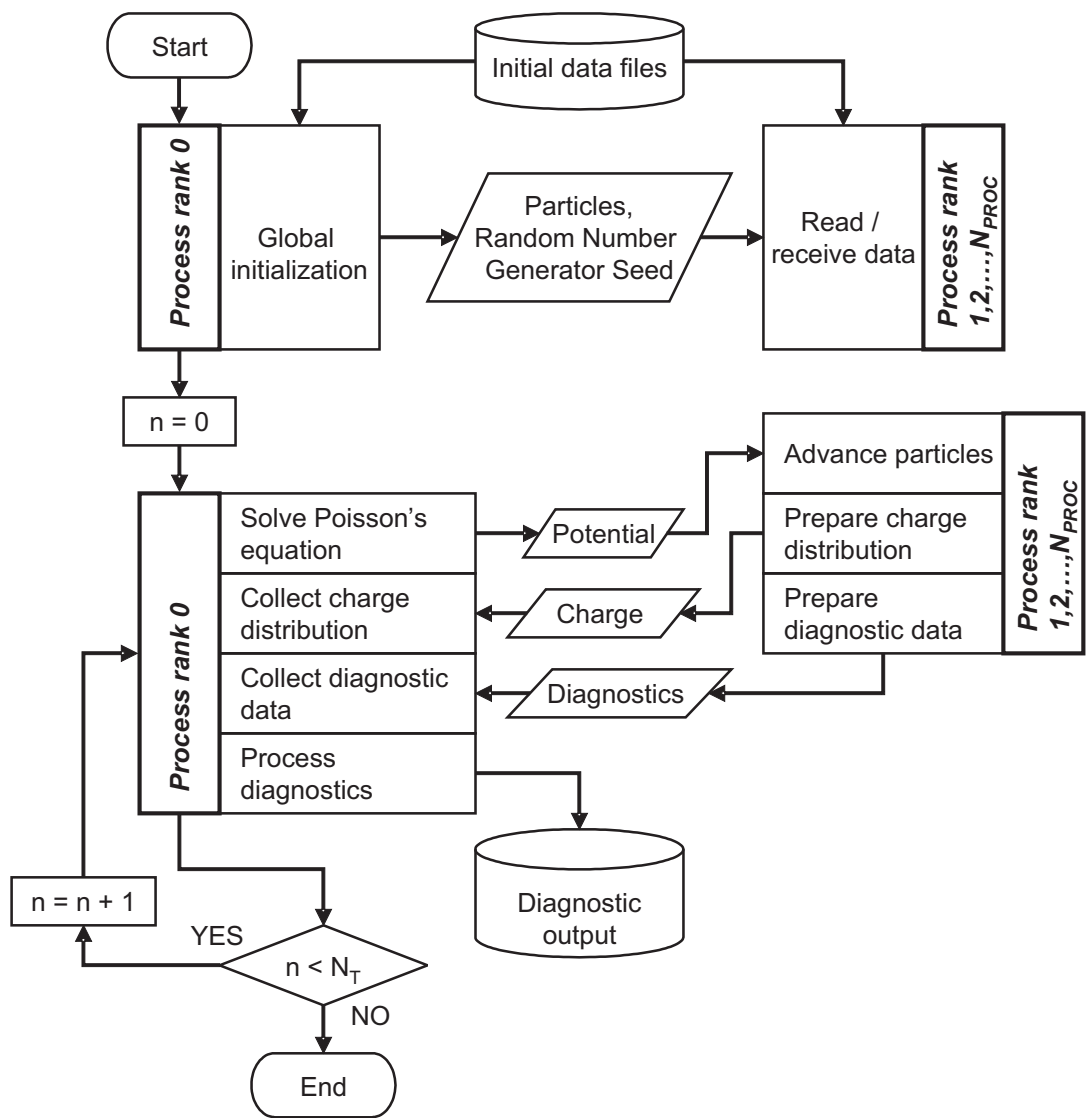 Start
Initial data files
Process rank 0
Global
initialization
Particles,
Random Number
Generator Seed
Read /
receive data
Process rank
1,2,...,N_PROC
n = 0
Process rank 0
Solve Poisson's
equation
Collect charge
distribution
Collect diagnostic
data
Process
diagnostics
Potential
Charge
Diagnostics
Advance particles
Prepare charge
distribution
Prepare
diagnostic data
Process rank
1,2,...,N_PROC
Diagnostic
output
n = n + 1
YES
n < N_T
NO
End